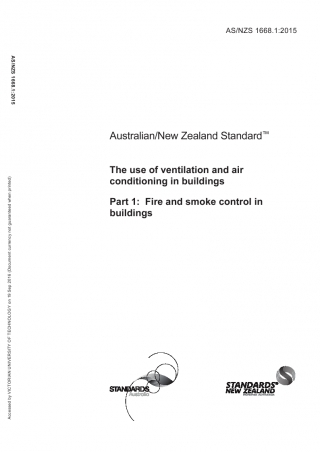 AS/NZS 1668.1:2015
AS/NZS 1668.1:2015
Australian/New Zealand Standard™
The use of ventilation and air
conditioning in buildings
Part 1: Fire and smoke control in
buildings
Accessed by VICTORIAN UNIVERSITY OF TECHNOLOGY on 16 Sep 2015 (Document currency not guaranteed when printed)
STANDARDS
Australia
STANDARDS
NEW ZEALAND